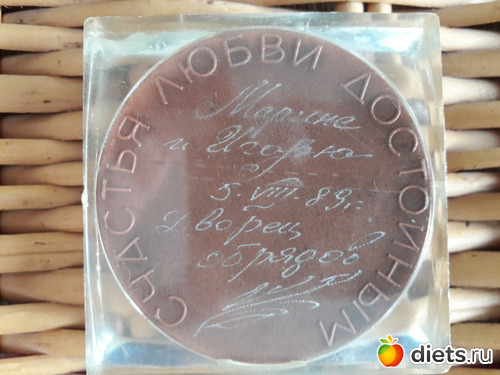 СЧАСТЬЯ ЛЮБВИ ДОСТОЙНЫМ
Марине
и Игорю
5. VIII. 89г.
Дворец
обрядов
diets.ru